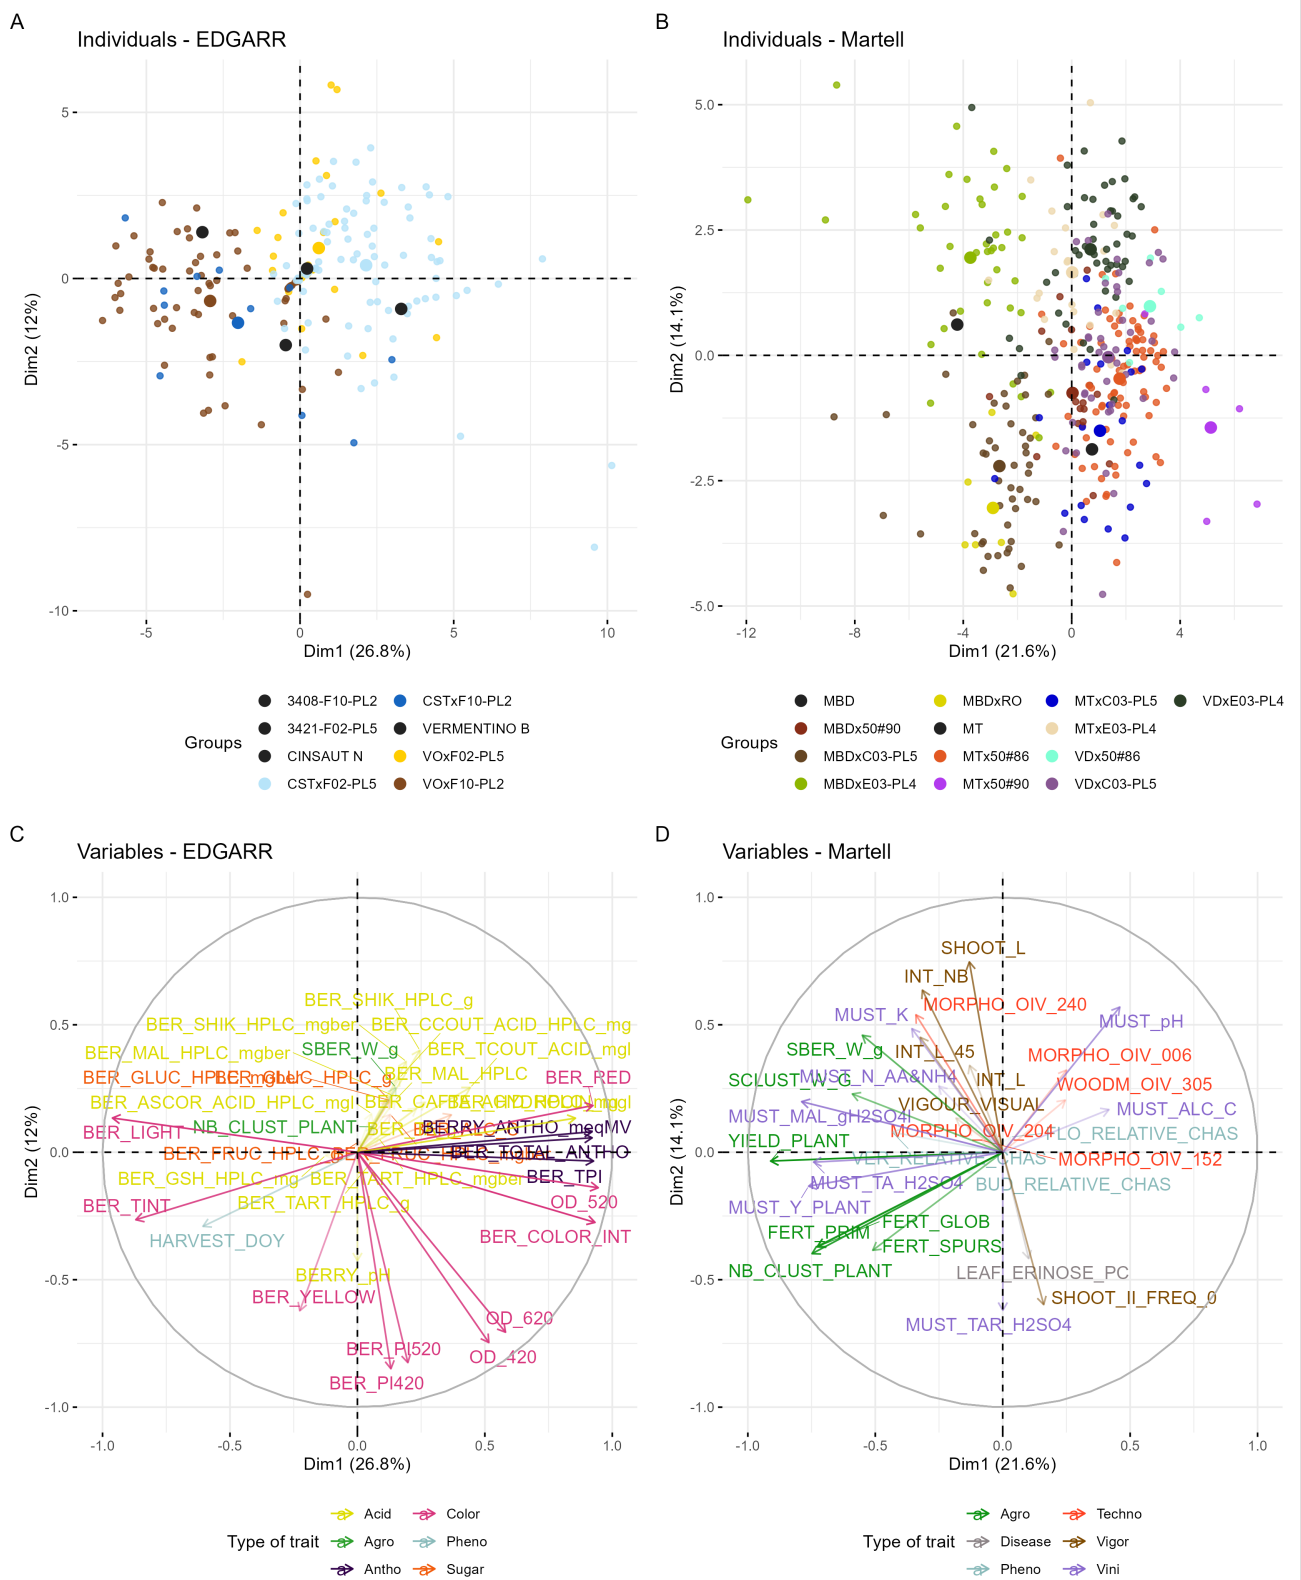 A
B
Individuals - EDGARR
Individuals - Martell
5
0
-5
-10
Dim2 (12%)
-5
0
5
10
Dim1 (26.8%)
5.0
2.5
0.0
-2.5
-5.0
Dim2 (14.1%)
-12
-8
-4
0
4
Dim1 (21.6%)
Groups
3408-F10-PL2
3421-F02-PL5
CINSAUT N
CSTxF02-PL5
CSTxF10-PL2
VERMENTINO B
VOxF02-PL5
VOxF10-PL2
Groups
MBD
MBDx50#90
MBDxC03-PL5
MBDxE03-PL4
MBDxRO
MT
MTx50#86
MTx50#90
MTxC03-PL5
MTxE03-PL4
VDx50#86
VDxC03-PL5
VDxE03-PL4
C
D
Variables - EDGARR
Variables - Martell
1.0
0.5
0.0
-0.5
-1.0
Dim2 (12%)
BER_SHIK_HPLC_g
BER_SHIK_HPLC_mgber
BER_CCOUT_ACID_HPLC_mg
BER_MAL_HPLC_mgber
SBER_W_g
BER_TCOUT_ACID_mgl
BER_MAL_HPLC
BER_RED
BER_ASCOR_ACID_HPLC_mgl
BER_LIGHT
NB_CLUST_PLANT
BERRY_ANTHO_meqMV
BER_FRUC_HPLC_g
BER_TOTAL_ANTHO
BER_GSH_HPLC_mg
BER_TART_HPLC_mgber
BER_TPI
BER_TINT
BER_TART_HPLC_g
OD_520
HARVEST_DOY
BER_COLOR_INT
BERRY_pH
BER_YELLOW
OD_620
BER_PI520
OD_420
BER_PI420
-1.0
-0.5
0.0
0.5
1.0
Dim1 (26.8%)
1.0
0.5
0.0
-0.5
-1.0
Dim2 (14.1%)
SHOOT_L
INT_NB
MORPHO_OIV_240
MUST_K
MUST_pH
SBER_W_g
INT_L_45
MORPHO_OIV_006
SCLUST_W_G
MUST_N_AA&NH4
INT_L
WOODM_OIV_305
VIGOUR_VISUAL
MUST_ALC_C
MUST_MAL_gH2SO4l
MORPHO_OIV_204
FLO_RELATIVE_CHAS
YIELD_PLANT
VER_RELATIVE_CHAS
MORPHO_OIV_152
MUST_TA_H2SO4
BUD_RELATIVE_CHAS
MUST_Y_PLANT
FERT_GLOB
FERT_PRIM
FERT_SPURS
NB_CLUST_PLANT
LEAF_ERINOSE_PC
SHOOT_II_FREQ_0
MUST_TAR_H2SO4
-1.0
-0.5
0.0
0.5
1.0
Dim1 (21.6%)
Type of trait
Acid
Agro
Antho
Color
Pheno
Sugar
Type of trait
Agro
Disease
Pheno
Techno
Vigor
Vini